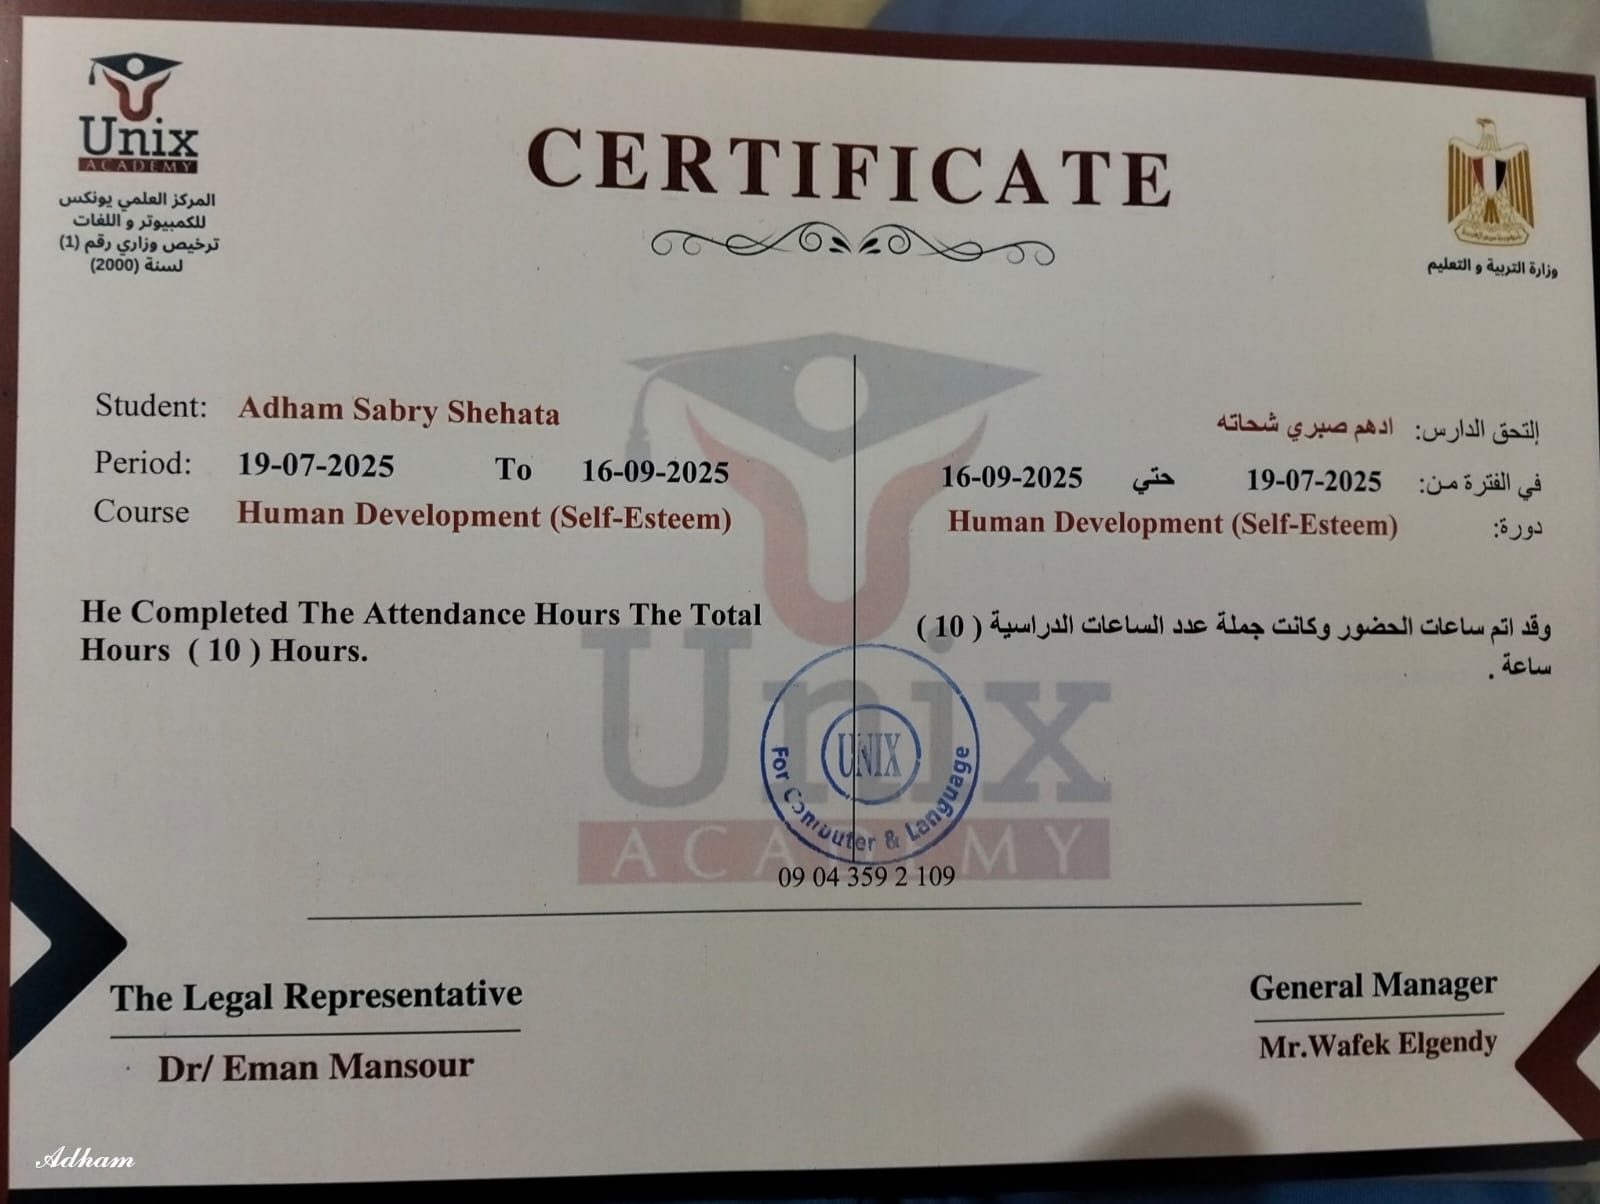 Unix
ACADEMY
المركز العلمي يونكس
للكمبيوتر و اللغات
ترخيص وزاري رقم (1)
لسنة (2000)
CERTIFICATE
وزارة التربية و التعليم
Student: Adham Sabry Shehata
Period: 19-07-2025 To 16-09-2025
Course Human Development (Self-Esteem)
He Completed The Attendance Hours The Total
Hours ( 10 ) Hours.
إلتحق الدارس: ادهم صبري شحاته
في الفترة من: 19-07-2025 حتي 16-09-2025
دورة: Human Development (Self-Esteem)
وقد اتم ساعات الحضور وكانت جملة عدد الساعات الدراسية ( 10 )
ساعة .
Unix
ACADEMY
UNIX
For Computer & Language
09 04 359 2 109
The Legal Representative
Dr/ Eman Mansour
General Manager
Mr.Wafek Elgendy
Adham